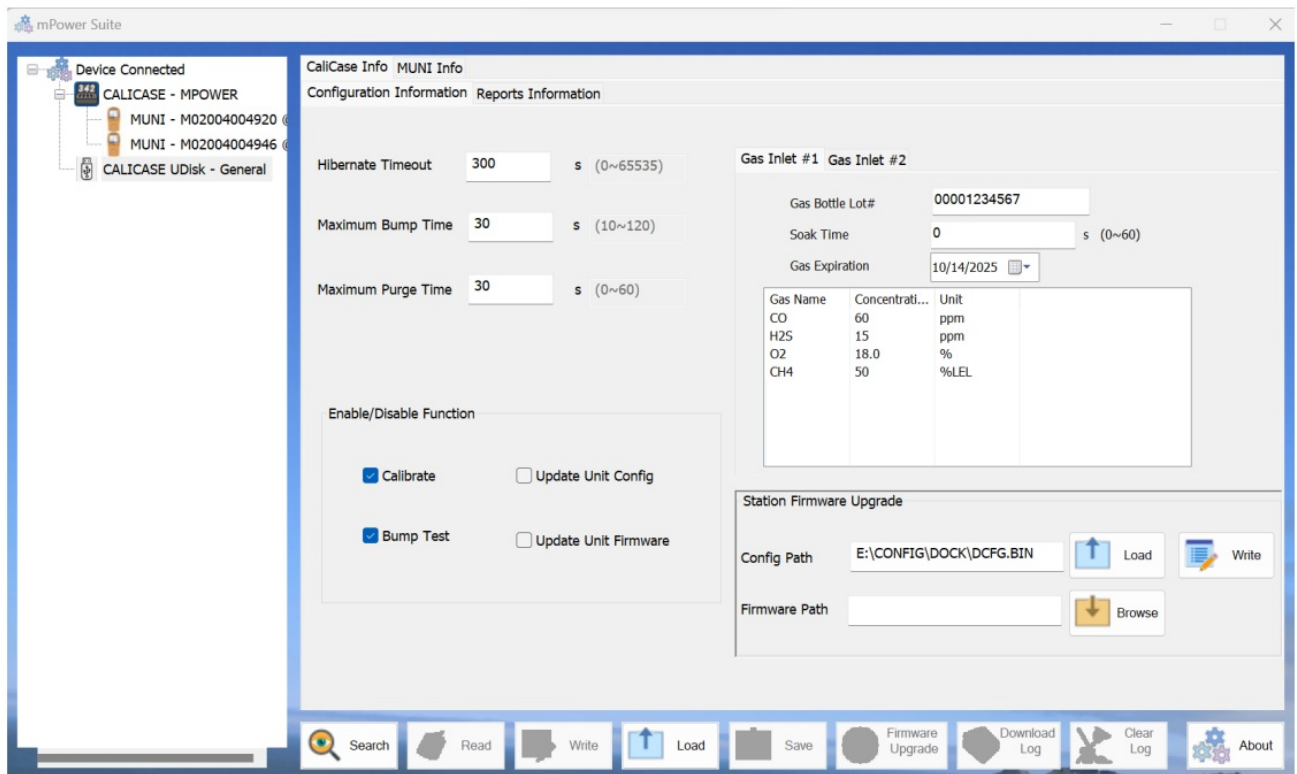 mPower Suite
Device Connected
CALICASE - MPOWER
MUNI - M02004004920 @
MUNI - M02004004946 @
CALICASE UDisk - General
CaliCase Info MUNI Info
Configuration Information Reports Information
Hibernate Timeout 300 s (0~65535)
Maximum Bump Time 30 s (10~120)
Maximum Purge Time 30 s (0~60)
Enable/Disable Function
Calibrate Update Unit Config
Bump Test Update Unit Firmware
Gas Inlet #1 Gas Inlet #2
Gas Bottle Lot# 00001234567
Soak Time 0 s (0~60)
Gas Expiration 10/14/2025
Gas Name Concentrati... Unit
CO 60 ppm
H2S 15 ppm
O2 18.0 %
CH4 50 %LEL
Station Firmware Upgrade
Config Path E:\CONFIG\DOCK\DCFG.BIN Load Write
Firmware Path Browse
Search Read Write Load Save Firmware Upgrade Download Log Clear Log About